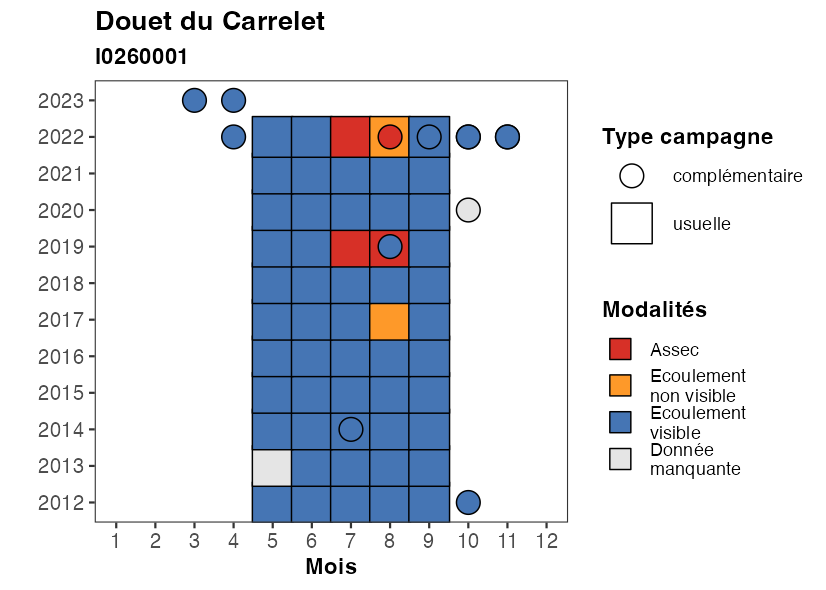 Douet du Carrelet
I0260001
2023
2022
2021
2020
2019
2018
2017
2016
2015
2014
2013
2012
1 2 3 4 5 6 7 8 9 10 11 12
Mois
Type campagne
complémentaire
usuelle
Modalités
Assec
Ecoulement
non visible
Ecoulement
visible
Donnée
manquante